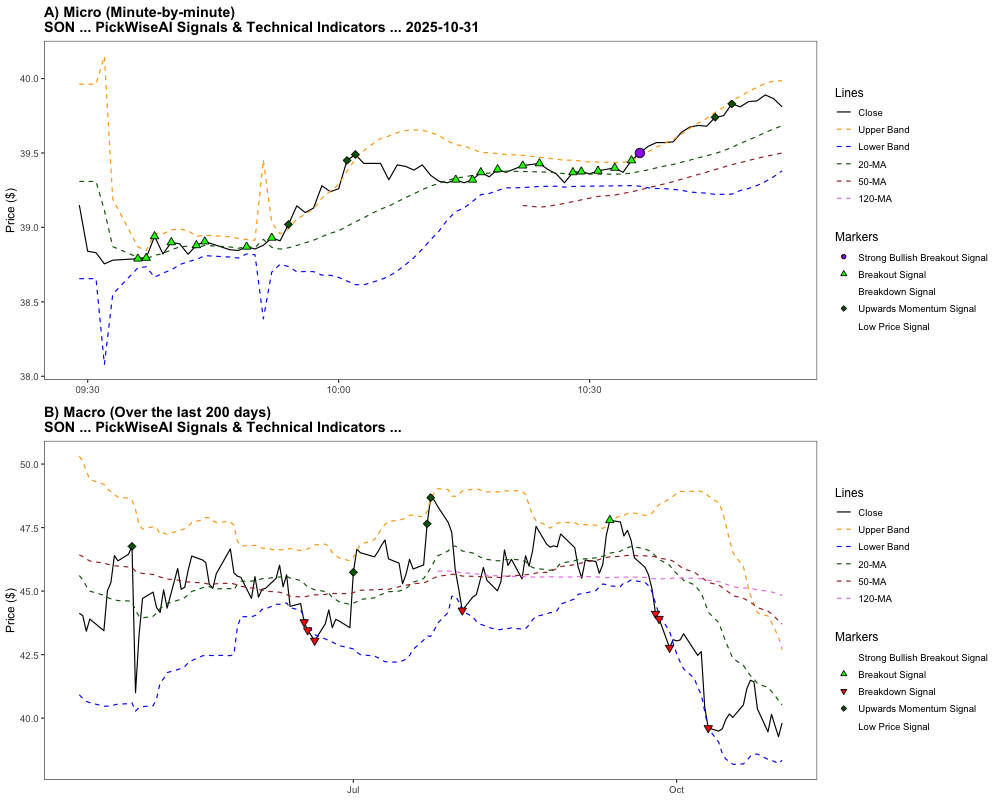 A) Micro (Minute-by-minute)
SON ... PickWiseAI Signals & Technical Indicators ... 2025-10-31
Price ($)
40.0
39.5
39.0
38.5
38.0
09:30
10:00
10:30
Lines
Close
Upper Band
Lower Band
20-MA
50-MA
120-MA
Markers
Strong Bullish Breakout Signal
Breakout Signal
Breakdown Signal
Upwards Momentum Signal
Low Price Signal
B) Macro (Over the last 200 days)
SON ... PickWiseAI Signals & Technical Indicators ...
Price ($)
50.0
47.5
45.0
42.5
40.0
Jul
Oct
Lines
Close
Upper Band
Lower Band
20-MA
50-MA
120-MA
Markers
Strong Bullish Breakout Signal
Breakout Signal
Breakdown Signal
Upwards Momentum Signal
Low Price Signal